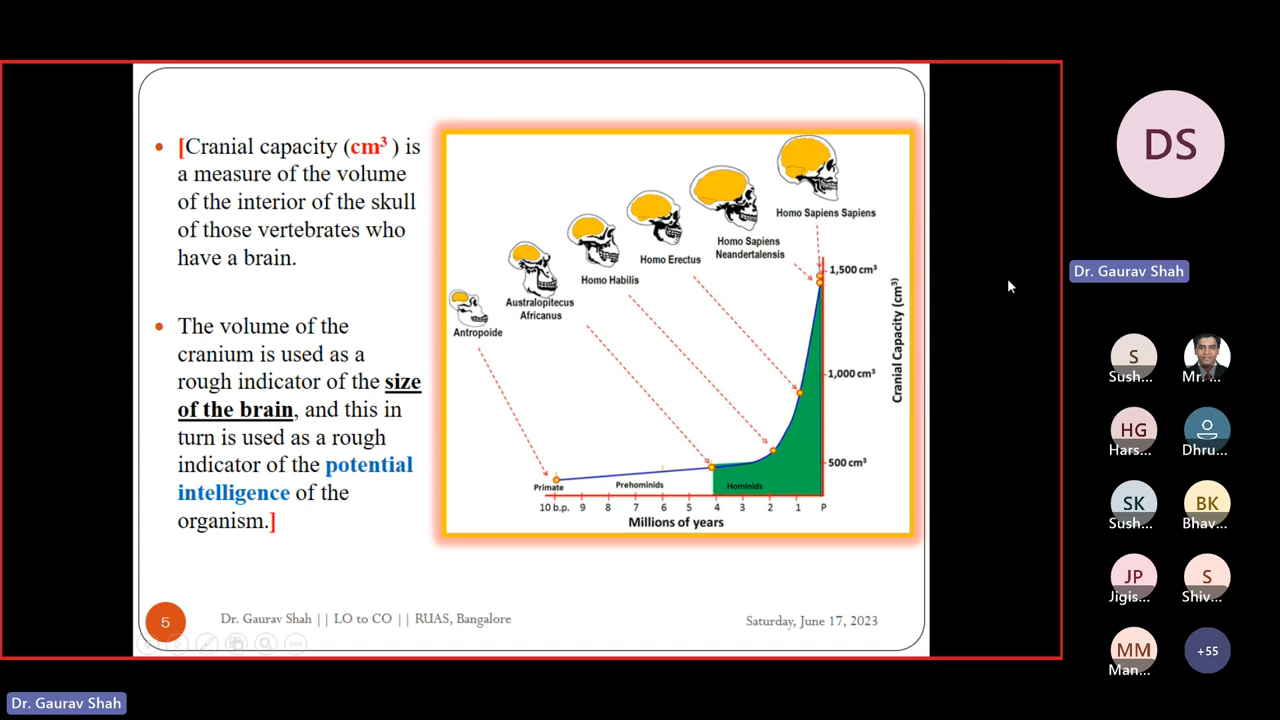 [Cranial capacity (cm³ ) is
a measure of the volume
of the interior of the skull
of those vertebrates who
have a brain.
The volume of the
cranium is used as a
rough indicator of the size
of the brain, and this in
turn is used as a rough
indicator of the potential
intelligence of the
organism.]
Homo Sapiens Sapiens
Homo Sapiens
Neandertalensis
Homo Erectus
Homo Habilis
Australopitecus
Africanus
Antropoide
1,500 cm³
1,000 cm³
500 cm³
Cranial Capacity (cm³)
Primate
Prehominids
Hominids
10 b.p. 9 8 7 6 5 4 3 2 1 P
Millions of years
5
Dr. Gaurav Shah || LO to CO || RUAS, Bangalore
Saturday, June 17, 2023
DS
Dr. Gaurav Shah
S
Sush...
Mr. ...
HG
Hars...
Dhru...
SK
Sush...
BK
Bhav...
JP
Jigis...
S
Shiv...
MM
Man...
+55
Dr. Gaurav Shah